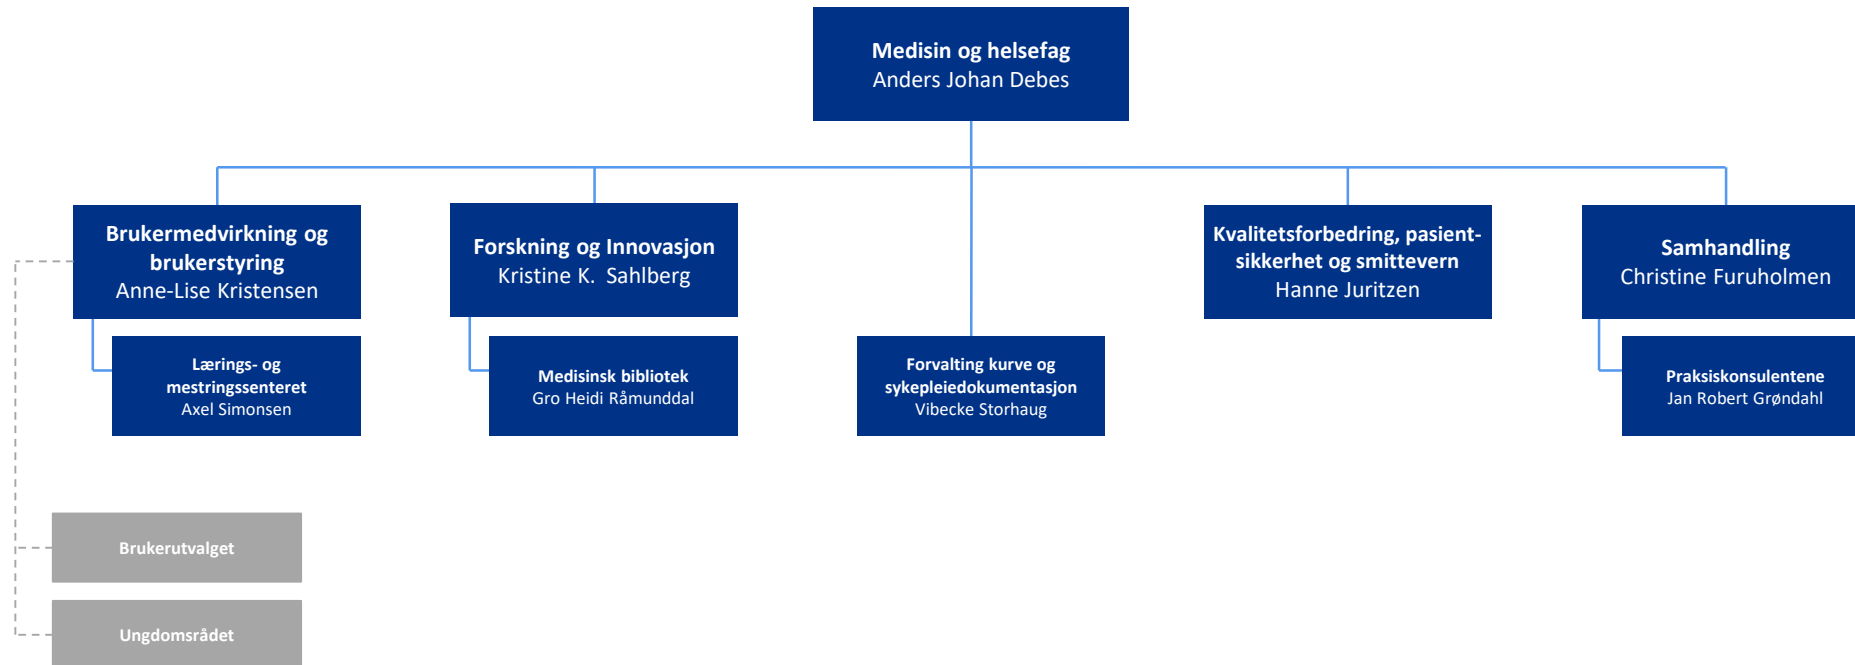 Medisin og helsefag
Anders Johan Debes
Brukermedvirkning og
brukerstyring
Anne-Lise Kristensen
Forskning og Innovasjon
Kristine K. Sahlberg
Kvalitetsforbedring, pasient-
sikkerhet og smittevern
Hanne Juritzen
Samhandling
Christine Furuholmen
Lærings- og
mestringssenteret
Axel Simonsen
Medisinsk bibliotek
Gro Heidi Råmunddal
Forvalting kurve og
sykepleiedokumentasjon
Vibecke Storhaug
Praksiskonsulentene
Jan Robert Grøndahl
Brukerutvalget
Ungdomsrådet